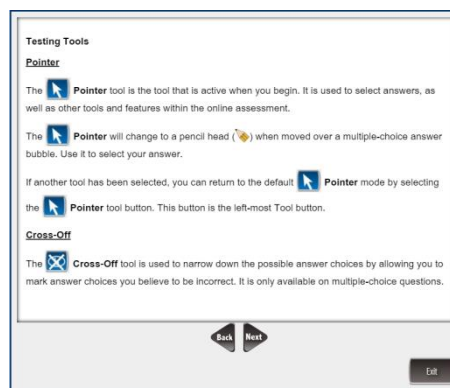 Testing Tools
Pointer
The Pointer tool is the tool that is active when you begin. It is used to select answers, as
well as other tools and features within the online assessment.
The Pointer will change to a pencil head ( ) when moved over a multiple-choice answer
bubble. Use it to select your answer.
If another tool has been selected, you can return to the default Pointer mode by selecting
the Pointer tool button. This button is the left-most Tool button.
Cross-Off
The Cross-Off tool is used to narrow down the possible answer choices by allowing you to
mark answer choices you believe to be incorrect. It is only available on multiple-choice questions.
Back Next
Exit